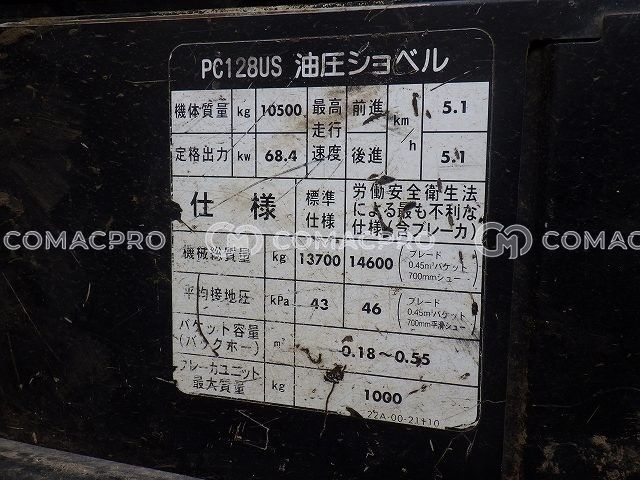 PC128US 油圧ショベル
機体質量 kg 10500 最高走行速度 前進 km/h 5.1
定格出力 kw 68.4 後進 5.1
仕様 標準仕様 労働安全衛生法による最も不利な仕様(含ブレーカ)
機械総質量 kg 13700 14600 (ブレード 0.45m³バケット 700mmシュー)
平均接地圧 kPa 43 46 (ブレード 0.45m³バケット 700mm平滑シュー)
バケット容量(バックホー) m³ 0.18～0.55
ブレーカユニット最大質量 kg 1000
22A-00-21110
COMACPRO COMACPRO COMACPRO
COMACPRO COMACPRO COMACPRO